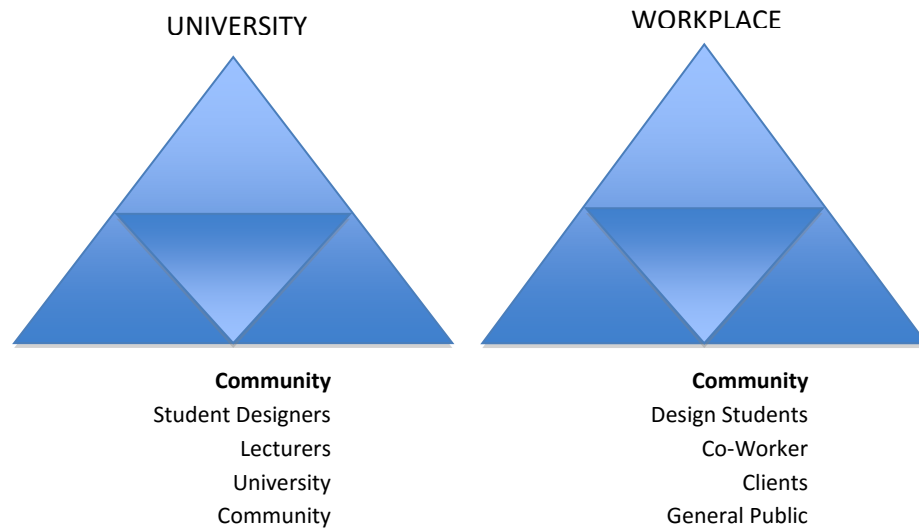 UNIVERSITY
Community
Student Designers
Lecturers
University
Community
WORKPLACE
Community
Design Students
Co-Worker
Clients
General Public